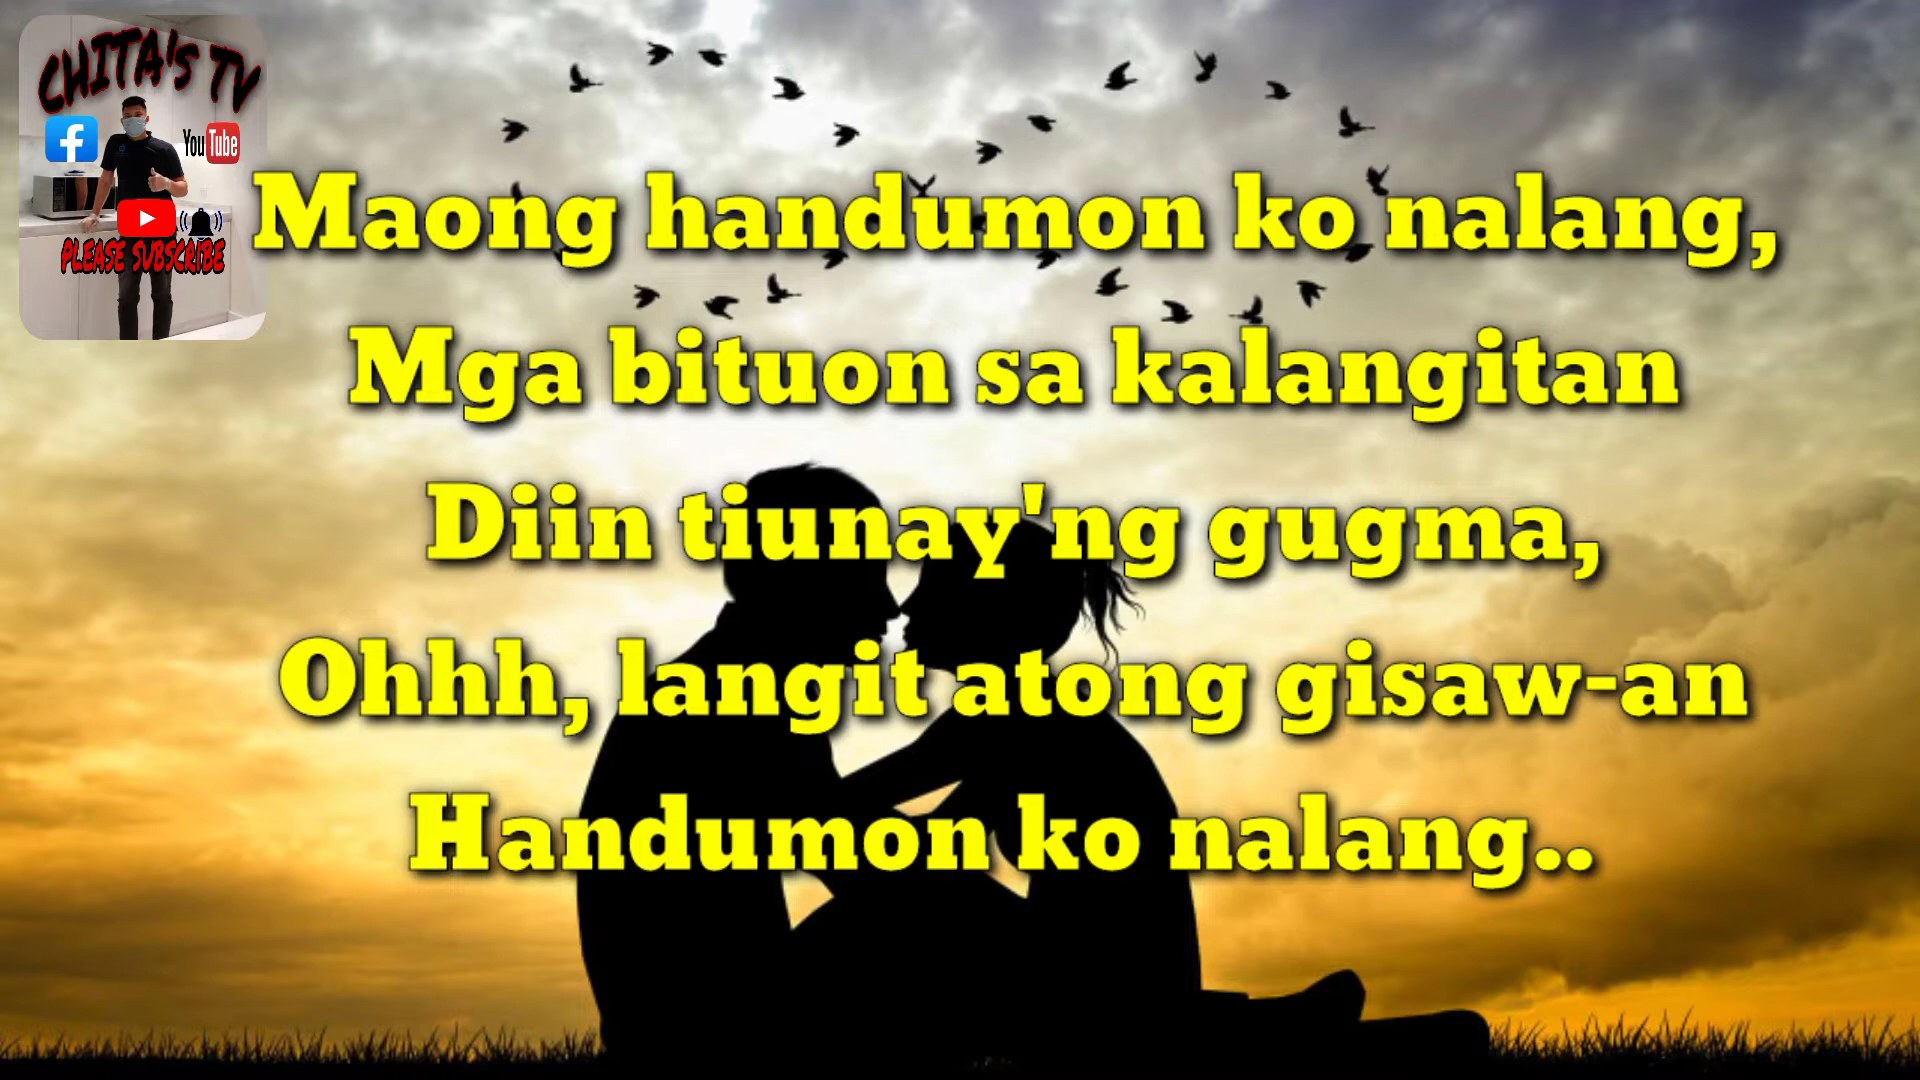 CHITA'S TV
YouTube
PLEASE SUBSCRIBE
Maong handumon ko nalang,
Mga bituon sa kalangitan
Diin tiunay'ng gugma,
Ohhh, langit atong gisaw-an
Handumon ko nalang..